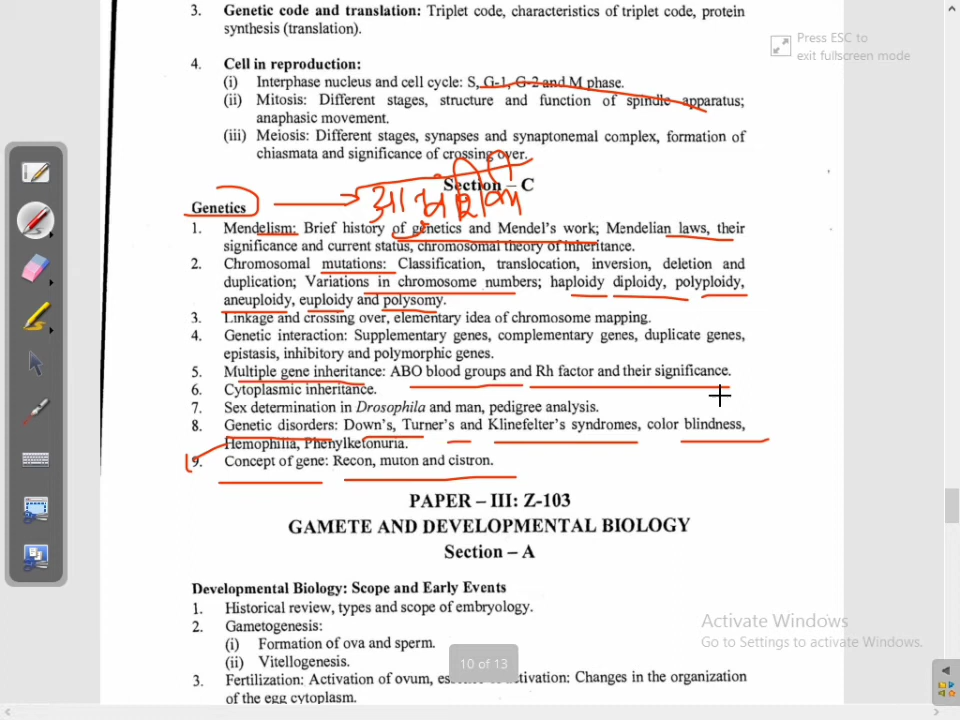 3. Genetic code and translation: Triplet code, characteristics of triplet code, protein
synthesis (translation).
Press ESC to
exit fullscreen mode
4. Cell in reproduction:
(i) Interphase nucleus and cell cycle: S, G-1, G-2 and M phase.
(ii) Mitosis: Different stages, structure and function of spindle apparatus;
anaphasic movement.
(iii) Meiosis: Different stages, synapses and synaptonemal complex, formation of
chiasmata and significance of crossing over.
Section – C
Genetics
1. Mendelism: Brief history of genetics and Mendel's work; Mendelian laws, their
significance and current status, chromosomal theory of inheritance.
2. Chromosomal mutations: Classification, translocation, inversion, deletion and
duplication; Variations in chromosome numbers; haploidy diploidy, polyploidy,
aneuploidy, euploidy and polysomy.
3. Linkage and crossing over, elementary idea of chromosome mapping.
4. Genetic interaction: Supplementary genes, complementary genes, duplicate genes,
epistasis, inhibitory and polymorphic genes.
5. Multiple gene inheritance: ABO blood groups and Rh factor and their significance.
6. Cytoplasmic inheritance.
7. Sex determination in Drosophila and man, pedigree analysis.
8. Genetic disorders: Down's, Turner's and Klinefelter's syndromes, color blindness,
Hemophilia, Phenylketonuria.
9. Concept of gene: Recon, muton and cistron.
PAPER – III: Z-103
GAMETE AND DEVELOPMENTAL BIOLOGY
Section – A
Developmental Biology: Scope and Early Events
1. Historical review, types and scope of embryology.
2. Gametogenesis:
(i) Formation of ova and sperm.
(ii) Vitellogenesis.
3. Fertilization: Activation of ovum, Changes in the organization
of the egg cytoplasm.
10 of 13
Activate Windows
Go to Settings to activate Windows.